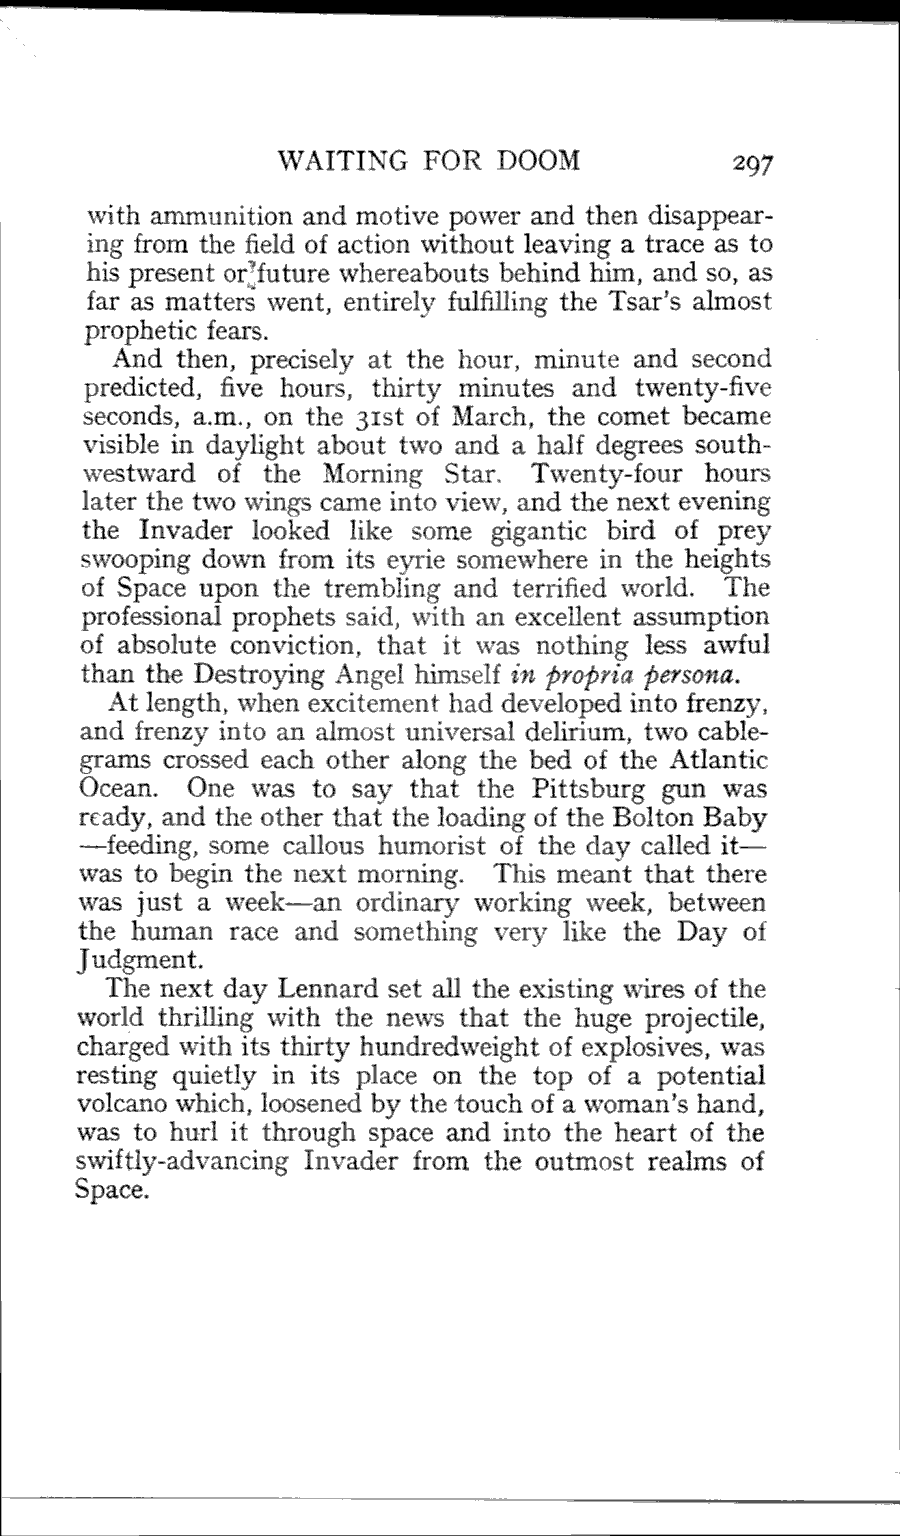 WAITING FOR DOOM 297
with ammunition and motive power and then disappear-
ing from the field of action without leaving a trace as to
his present or future whereabouts behind him, and so, as
far as matters went, entirely fulfilling the Tsar's almost
prophetic fears.
And then, precisely at the hour, minute and second
predicted, five hours, thirty minutes and twenty-five
seconds, a.m., on the 31st of March, the comet became
visible in daylight about two and a half degrees south-
westward of the Morning Star. Twenty-four hours
later the two wings came into view, and the next evening
the Invader looked like some gigantic bird of prey
swooping down from its eyrie somewhere in the heights
of Space upon the trembling and terrified world. The
professional prophets said, with an excellent assumption
of absolute conviction, that it was nothing less awful
than the Destroying Angel himself in propria persona.
At length, when excitement had developed into frenzy,
and frenzy into an almost universal delirium, two cable-
grams crossed each other along the bed of the Atlantic
Ocean. One was to say that the Pittsburg gun was
ready, and the other that the loading of the Bolton Baby
—feeding, some callous humorist of the day called it—
was to begin the next morning. This meant that there
was just a week—an ordinary working week, between
the human race and something very like the Day of
Judgment.
The next day Lennard set all the existing wires of the
world thrilling with the news that the huge projectile,
charged with its thirty hundredweight of explosives, was
resting quietly in its place on the top of a potential
volcano which, loosened by the touch of a woman's hand,
was to hurl it through space and into the heart of the
swiftly-advancing Invader from the outmost realms of
Space.